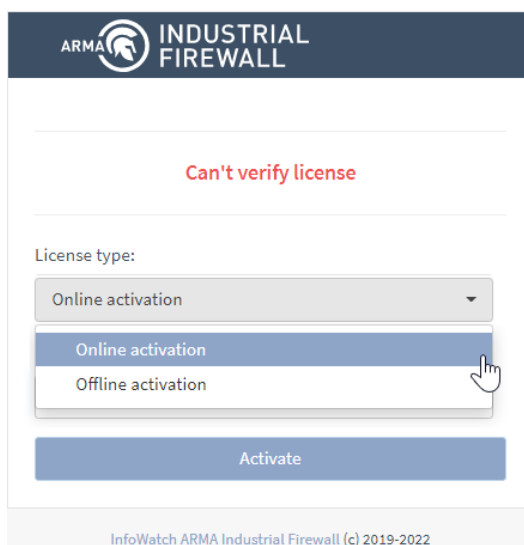 ARMA
INDUSTRIAL
FIREWALL
Can't verify license
License type:
Online activation
Online activation
Offline activation
Activate
InfoWatch ARMA Industrial Firewall (c) 2019-2022